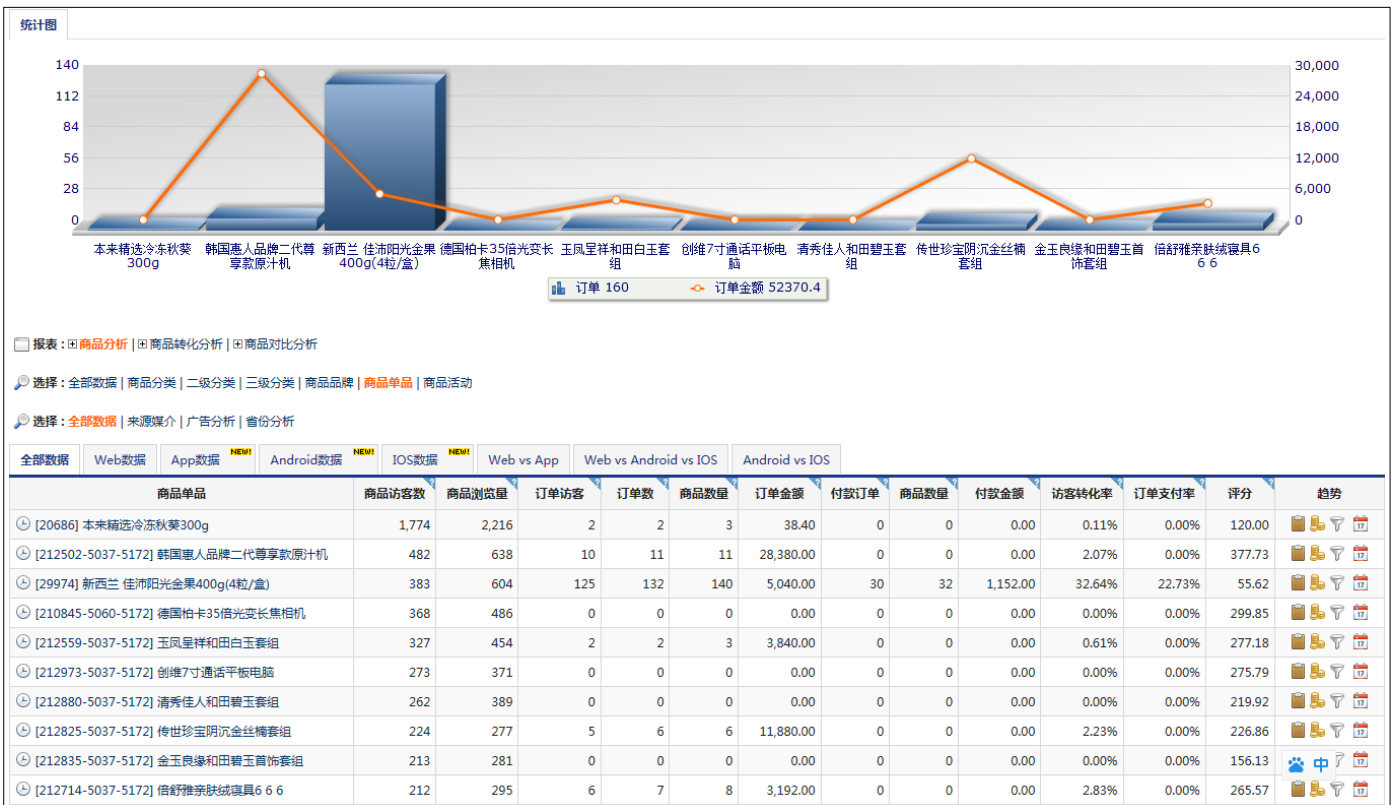 统计图
140
112
84
56
28
0
30,000
24,000
18,000
12,000
6,000
0
本来精选冷冻秋葵 韩国惠人品牌二代尊 新西兰 佳沛阳光金果 德国柏卡35倍光变长 玉凤呈祥和田白玉套 创维7寸通话平板电 清秀佳人和田碧玉套 传世珍宝阴沉金丝楠 金玉良缘和田碧玉首 倍舒雅亲肤绒寝具6
300g 享款原汁机 400g(4粒/盒) 焦相机 组 脑 组 套组 饰套组 6 6
订单 160 订单金额 52370.4
报表 : 商品分析 | 商品转化分析 | 商品对比分析
选择 : 全部数据 | 商品分类 | 二级分类 | 三级分类 | 商品品牌 | 商品单品 | 商品活动
选择 : 全部数据 | 来源媒介 | 广告分析 | 省份分析
全部数据 Web数据 App数据 NEW! Android数据 NEW! IOS数据 NEW! Web vs App Web vs Android vs IOS Android vs IOS
商品单品 商品访客数 商品浏览量 订单访客 订单数 商品数量 订单金额 付款订单 商品数量 付款金额 访客转化率 订单支付率 评分 趋势
[20686] 本来精选冷冻秋葵300g 1,774 2,216 2 2 3 38.40 0 0 0.00 0.11% 0.00% 120.00 17
[212502-5037-5172] 韩国惠人品牌二代尊享款原汁机 482 638 10 11 11 28,380.00 0 0 0.00 2.07% 0.00% 377.73 17
[29974] 新西兰 佳沛阳光金果400g(4粒/盒) 383 604 125 132 140 5,040.00 30 32 1,152.00 32.64% 22.73% 55.62 17
[210845-5060-5172] 德国柏卡35倍光变长焦相机 368 486 0 0 0 0.00 0 0 0.00 0.00% 0.00% 299.85 17
[212559-5037-5172] 玉凤呈祥和田白玉套组 327 454 2 2 3 3,840.00 0 0 0.00 0.61% 0.00% 277.18 17
[212973-5037-5172] 创维7寸通话平板电脑 273 371 0 0 0 0.00 0 0 0.00 0.00% 0.00% 275.79 17
[212880-5037-5172] 清秀佳人和田碧玉套组 262 389 0 0 0 0.00 0 0 0.00 0.00% 0.00% 219.92 17
[212825-5037-5172] 传世珍宝阴沉金丝楠套组 224 277 5 6 6 11,880.00 0 0 0.00 2.23% 0.00% 226.86 17
[212835-5037-5172] 金玉良缘和田碧玉首饰套组 213 281 0 0 0 0.00 0 0 0.00 0.00% 0.00% 156.13 中 17
[212714-5037-5172] 倍舒雅亲肤绒寝具6 6 6 212 295 6 7 8 3,192.00 0 0 0.00 2.83% 0.00% 265.57 17